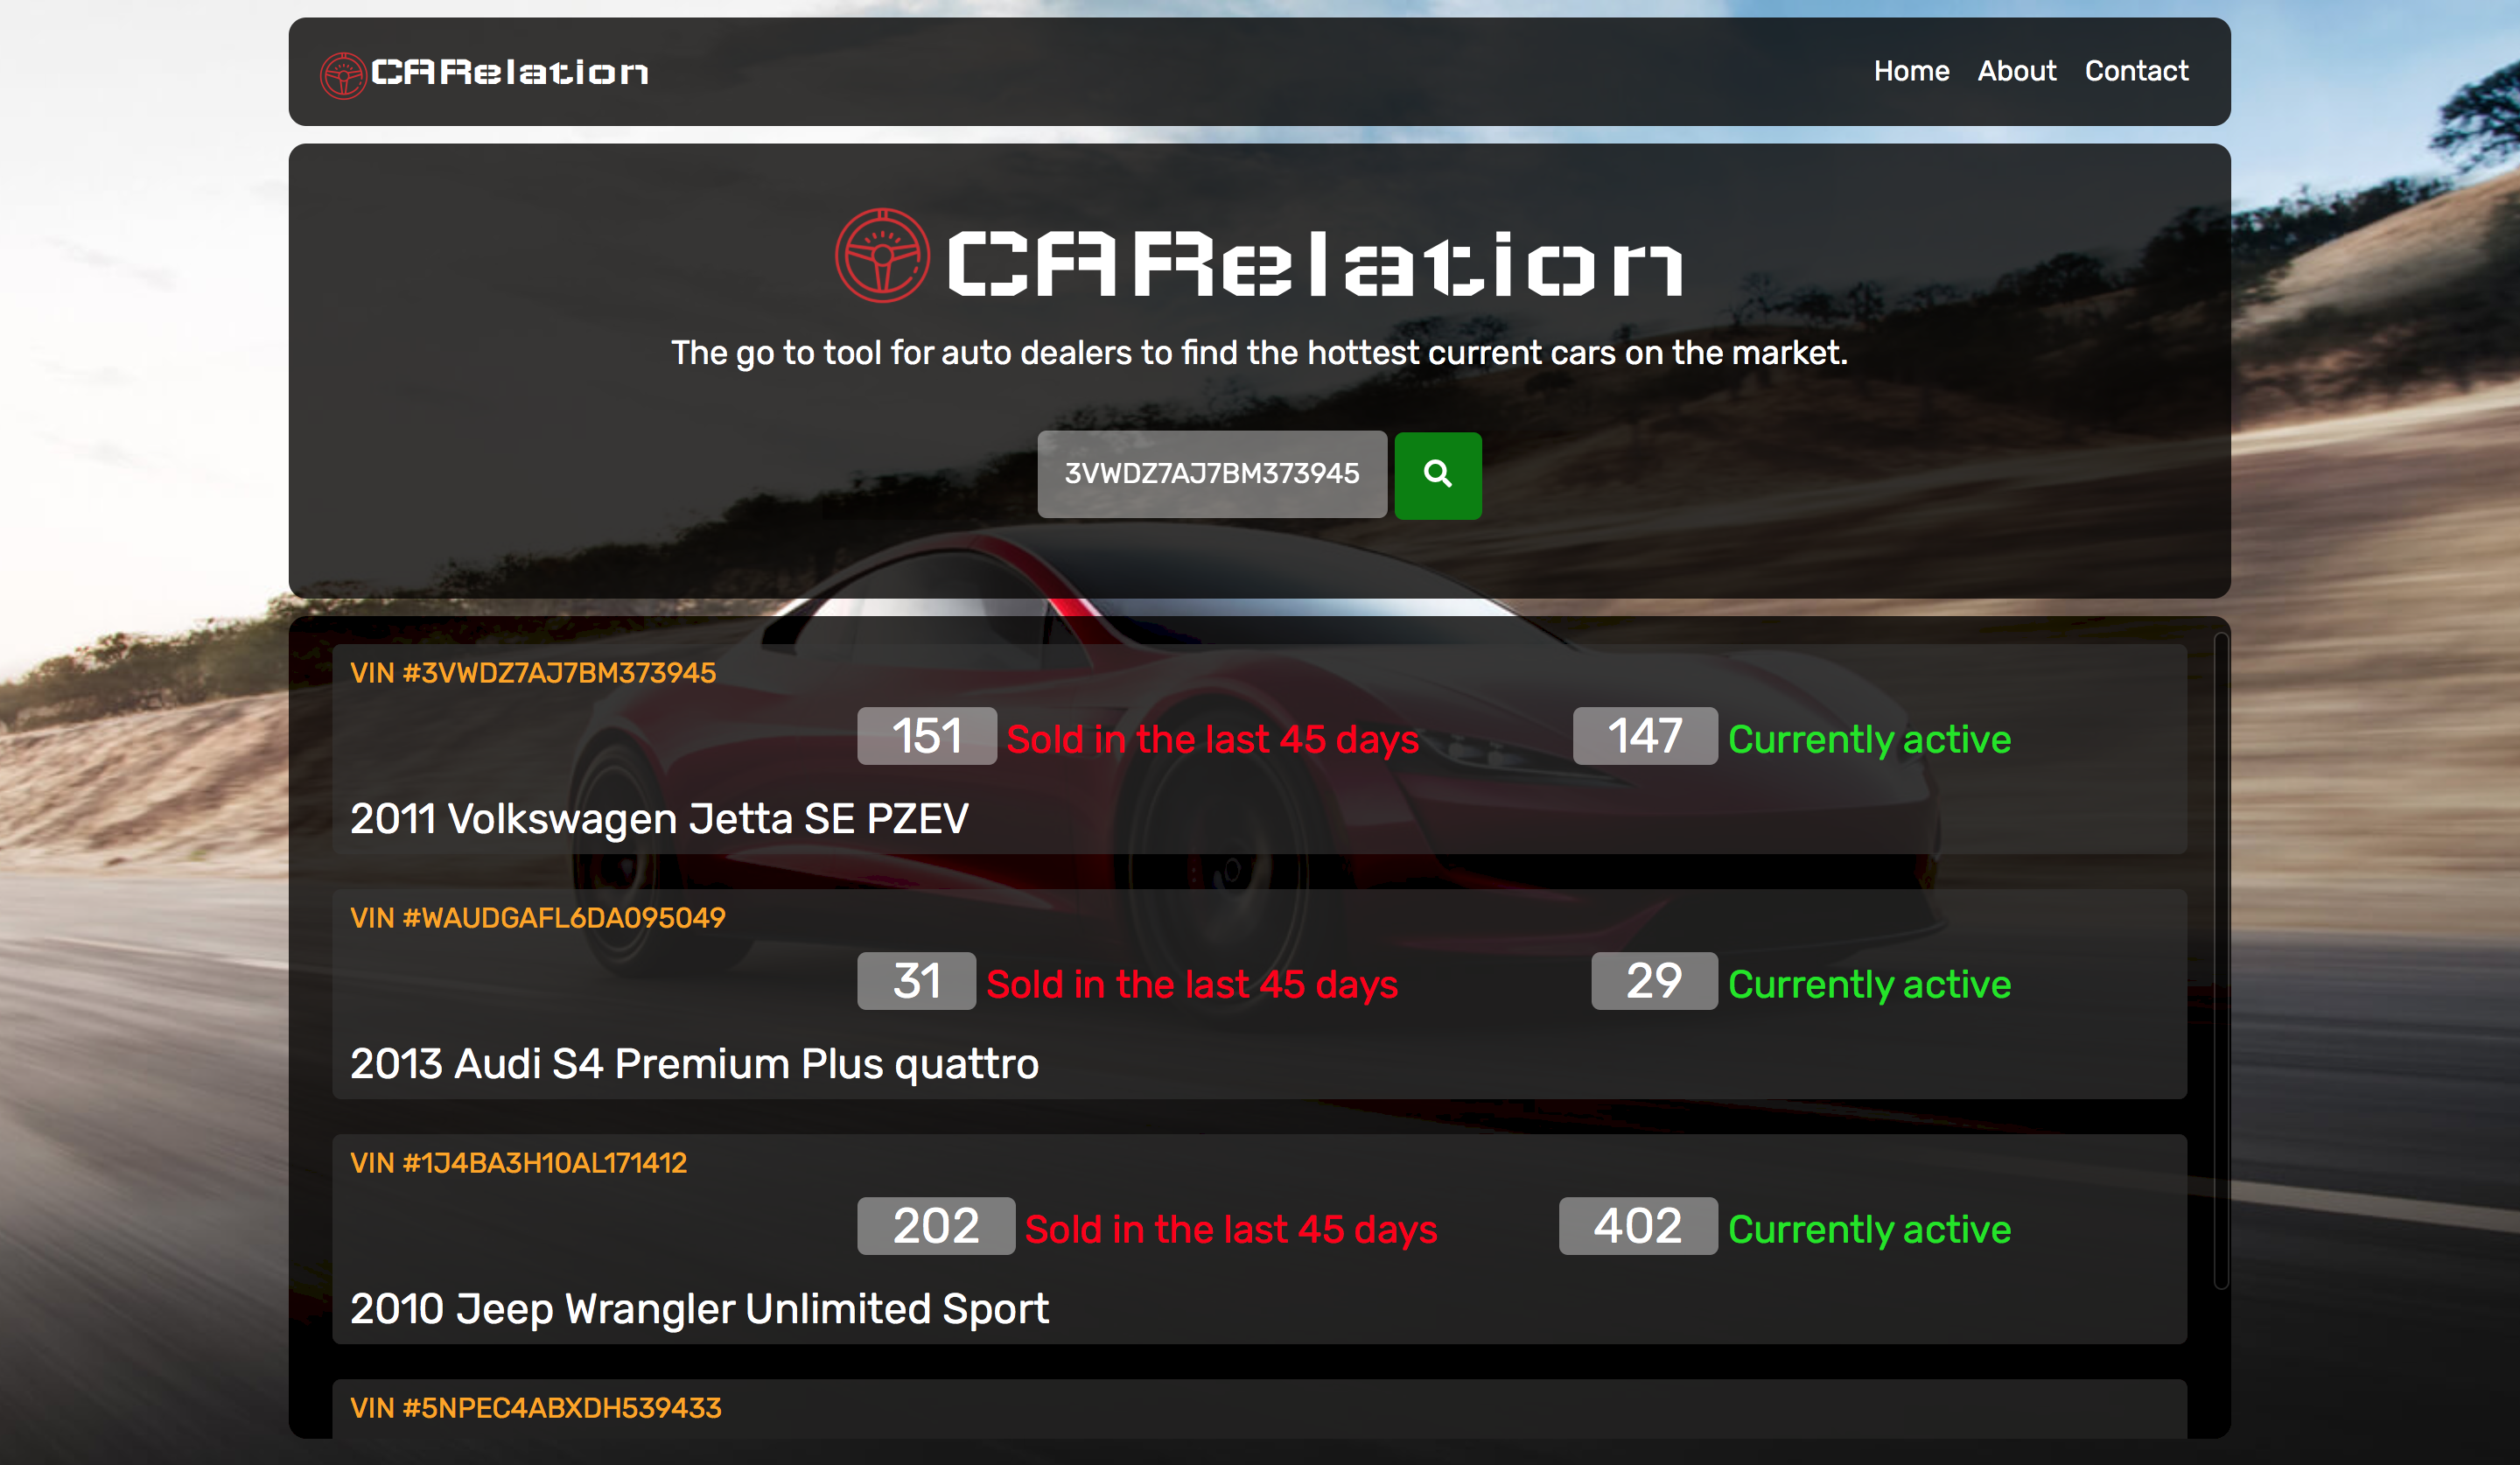 CARelation
Home About Contact
CARelation
The go to tool for auto dealers to find the hottest current cars on the market.
3VWDZ7AJ7BM373945
VIN #3VWDZ7AJ7BM373945
151 Sold in the last 45 days 147 Currently active
2011 Volkswagen Jetta SE PZEV
VIN #WAUDGAFL6DA095049
31 Sold in the last 45 days 29 Currently active
2013 Audi S4 Premium Plus quattro
VIN #1J4BA3H10AL171412
202 Sold in the last 45 days 402 Currently active
2010 Jeep Wrangler Unlimited Sport
VIN #5NPEC4ABXDH539433